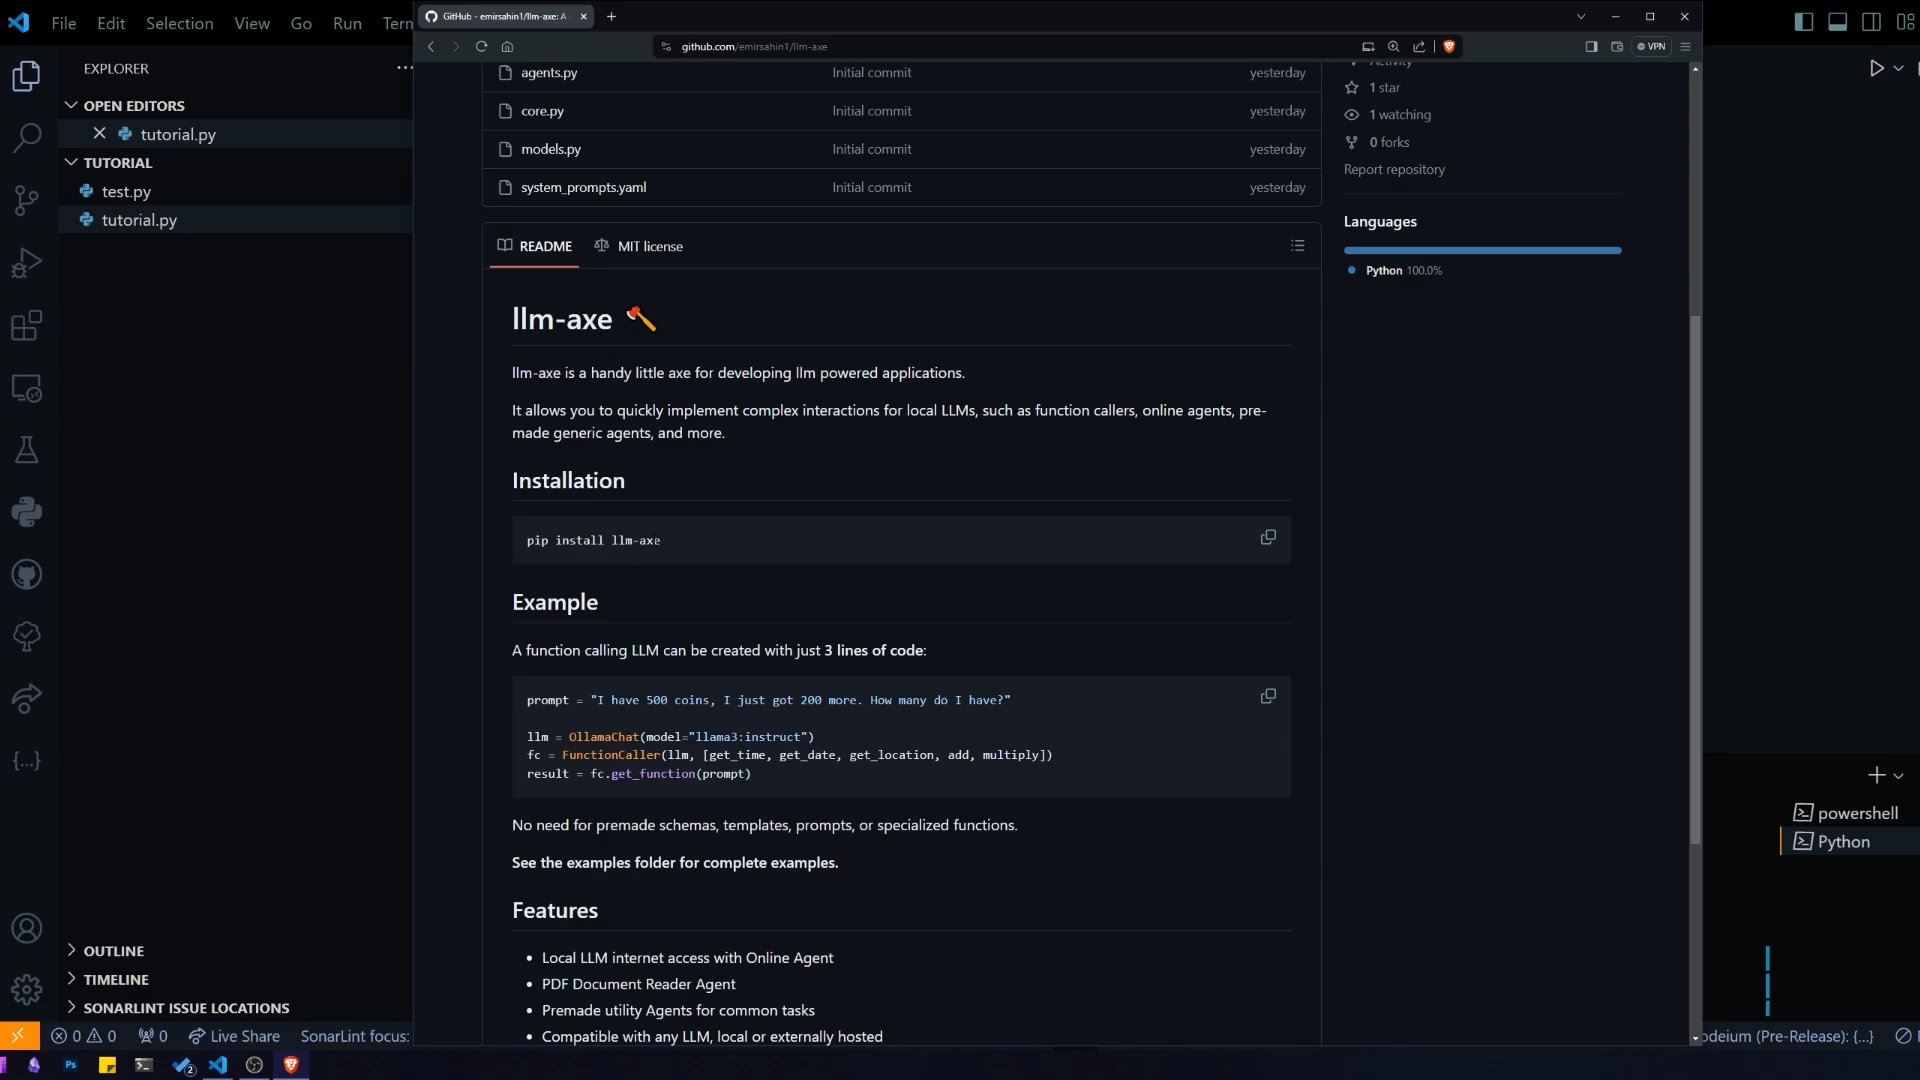 File Edit Selection View Go Run
GitHub - emirsahin1/llm-axe: A
github.com/emirsahin1/llm-axe
VPN
EXPLORER
OPEN EDITORS
tutorial.py
TUTORIAL
test.py
tutorial.py
agents.py Initial commit yesterday
core.py Initial commit yesterday
models.py Initial commit yesterday
system_prompts.yaml Initial commit yesterday
Activity
1 star
1 watching
0 forks
Report repository
Languages
Python 100.0%
README MIT license
llm-axe
llm-axe is a handy little axe for developing llm powered applications.
It allows you to quickly implement complex interactions for local LLMs, such as function callers, online agents, pre-
made generic agents, and more.
Installation
pip install llm-axe
Example
A function calling LLM can be created with just 3 lines of code:
prompt = "I have 500 coins, I just got 200 more. How many do I have?"
llm = OllamaChat(model="llama3:instruct")
fc = FunctionCaller(llm, [get_time, get_date, get_location, add, multiply])
result = fc.get_function(prompt)
No need for premade schemas, templates, prompts, or specialized functions.
See the examples folder for complete examples.
Features
• Local LLM internet access with Online Agent
• PDF Document Reader Agent
• Premade utility Agents for common tasks
• Compatible with any LLM, local or externally hosted
powershell
Python
OUTLINE
TIMELINE
SONARLINT ISSUE LOCATIONS
0 0 0 Live Share SonarLint focus:
odeium (Pre-Release): {...}
Ps
2